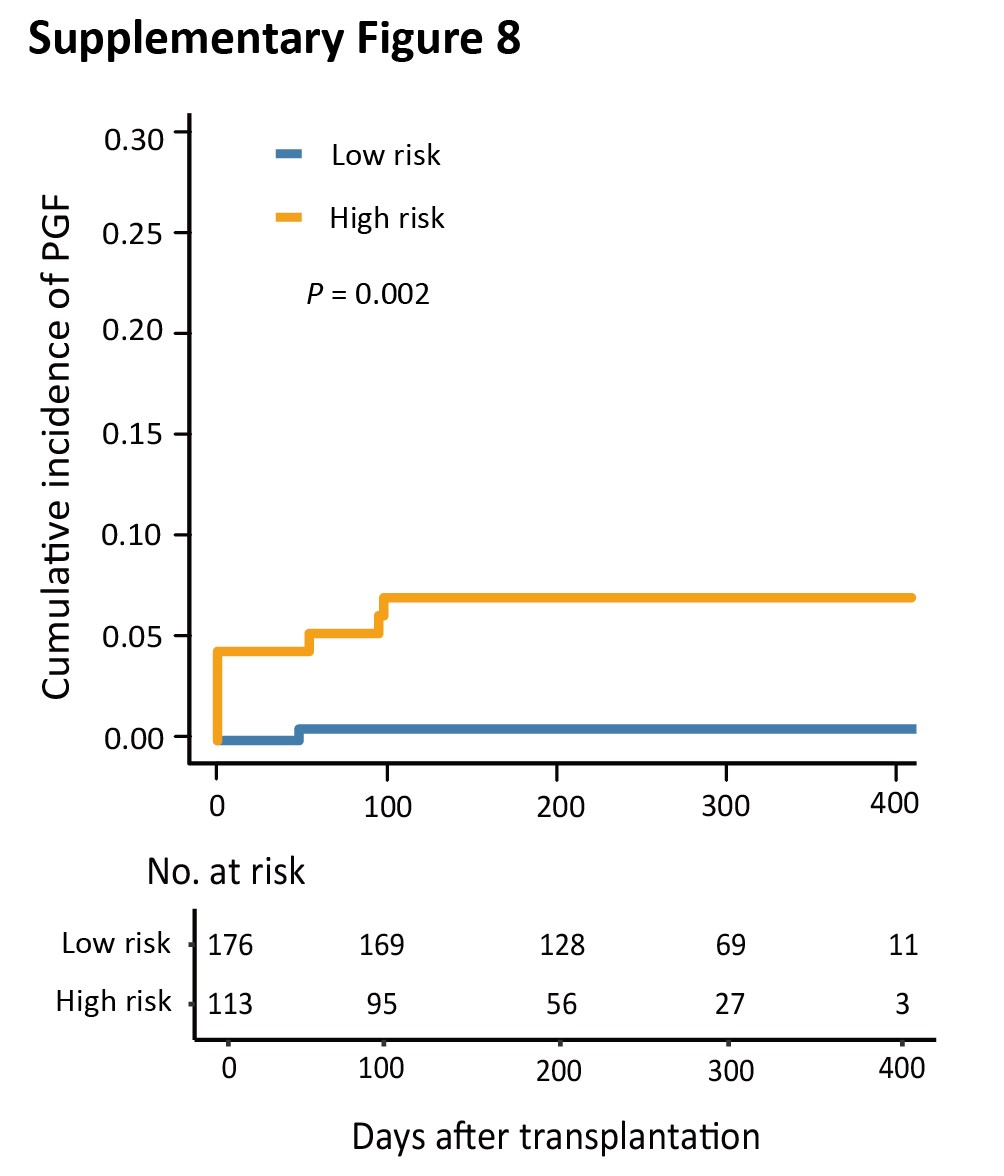 Supplementary Figure 8
Cumulative incidence of PGF
0.30
0.25
0.20
0.15
0.10
0.05
0.00
Low risk
High risk
P = 0.002
0 100 200 300 400
No. at risk
Low risk 176 169 128 69 11
High risk 113 95 56 27 3
0 100 200 300 400
Days after transplantation